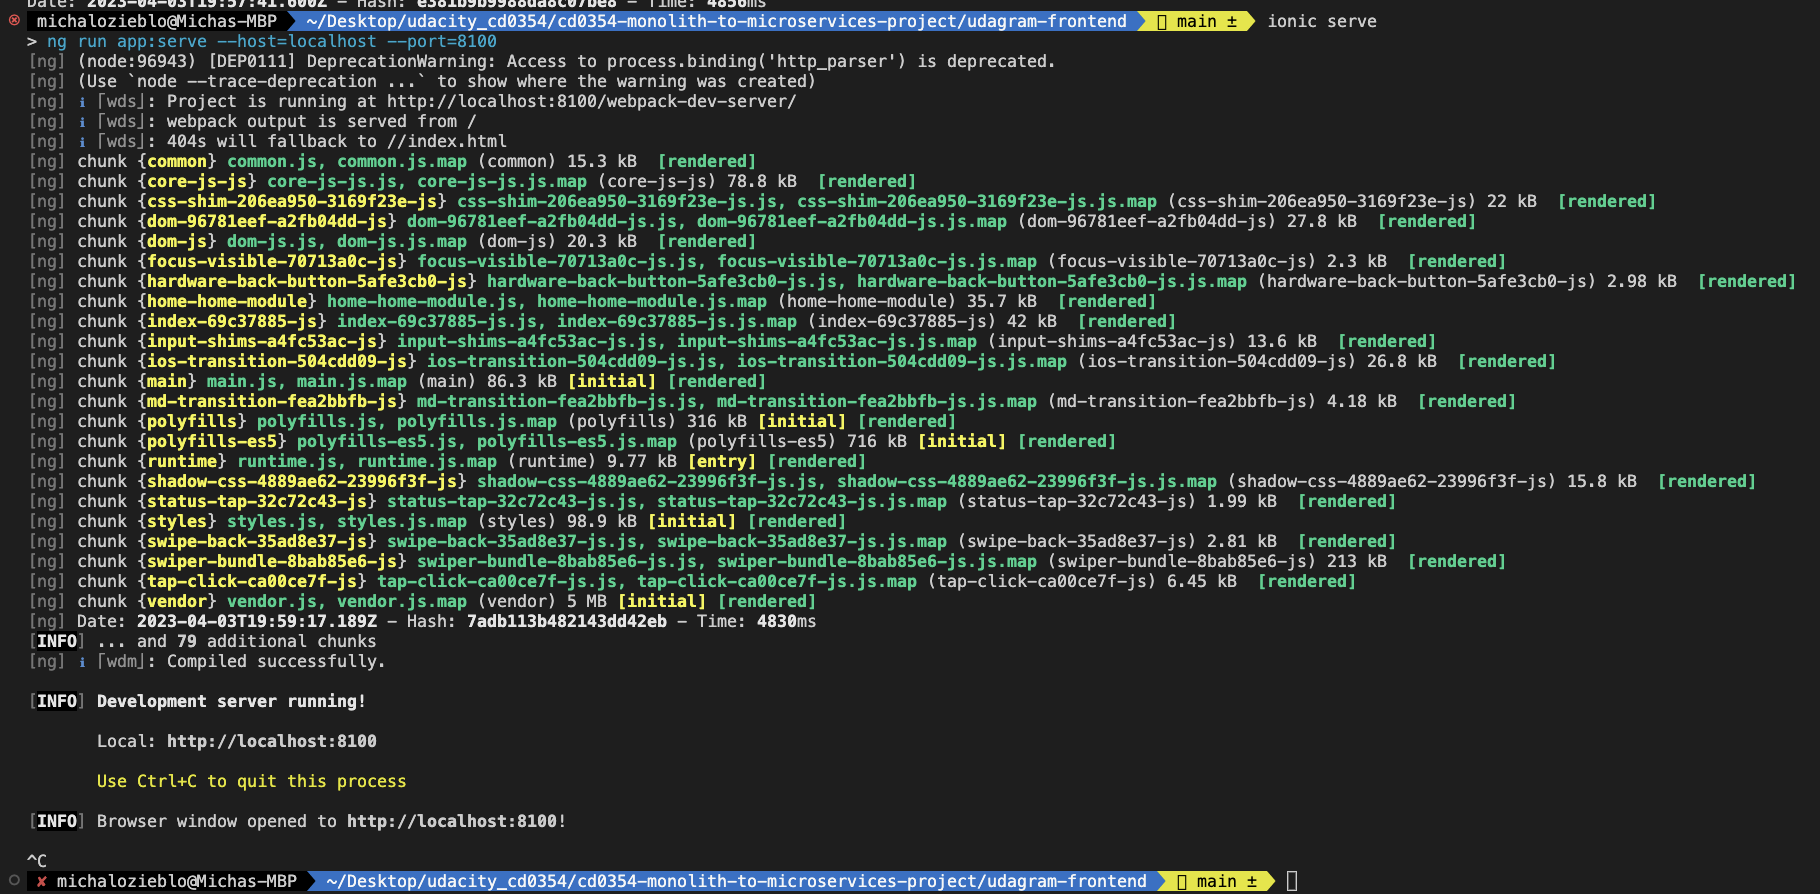 Date: 2023-04-03T19:57:41.600Z - Hash: e381b9b9988da8c07be8 - Time: 4856ms
michalozieblo@Michas-MBP ~/Desktop/udacity_cd0354/cd0354-monolith-to-microservices-project/udagram-frontend main ± ionic serve
> ng run app:serve --host=localhost --port=8100
[ng] (node:96943) [DEP0111] DeprecationWarning: Access to process.binding('http_parser') is deprecated.
[ng] (Use `node --trace-deprecation ...` to show where the warning was created)
[ng] ℹ ｢wds｣: Project is running at http://localhost:8100/webpack-dev-server/
[ng] ℹ ｢wds｣: webpack output is served from /
[ng] ℹ ｢wds｣: 404s will fallback to //index.html
[ng] chunk {common} common.js, common.js.map (common) 15.3 kB  [rendered]
[ng] chunk {core-js-js} core-js-js.js, core-js-js.js.map (core-js-js) 78.8 kB  [rendered]
[ng] chunk {css-shim-206ea950-3169f23e-js} css-shim-206ea950-3169f23e-js.js, css-shim-206ea950-3169f23e-js.js.map (css-shim-206ea950-3169f23e-js) 22 kB  [rendered]
[ng] chunk {dom-96781eef-a2fb04dd-js} dom-96781eef-a2fb04dd-js.js, dom-96781eef-a2fb04dd-js.js.map (dom-96781eef-a2fb04dd-js) 27.8 kB  [rendered]
[ng] chunk {dom-js} dom-js.js, dom-js.js.map (dom-js) 20.3 kB  [rendered]
[ng] chunk {focus-visible-70713a0c-js} focus-visible-70713a0c-js.js, focus-visible-70713a0c-js.js.map (focus-visible-70713a0c-js) 2.3 kB  [rendered]
[ng] chunk {hardware-back-button-5afe3cb0-js} hardware-back-button-5afe3cb0-js.js, hardware-back-button-5afe3cb0-js.js.map (hardware-back-button-5afe3cb0-js) 2.98 kB  [rendered]
[ng] chunk {home-home-module} home-home-module.js, home-home-module.js.map (home-home-module) 35.7 kB  [rendered]
[ng] chunk {index-69c37885-js} index-69c37885-js.js, index-69c37885-js.js.map (index-69c37885-js) 42 kB  [rendered]
[ng] chunk {input-shims-a4fc53ac-js} input-shims-a4fc53ac-js.js, input-shims-a4fc53ac-js.js.map (input-shims-a4fc53ac-js) 13.6 kB  [rendered]
[ng] chunk {ios-transition-504cdd09-js} ios-transition-504cdd09-js.js, ios-transition-504cdd09-js.js.map (ios-transition-504cdd09-js) 26.8 kB  [rendered]
[ng] chunk {main} main.js, main.js.map (main) 86.3 kB [initial] [rendered]
[ng] chunk {md-transition-fea2bbfb-js} md-transition-fea2bbfb-js.js, md-transition-fea2bbfb-js.js.map (md-transition-fea2bbfb-js) 4.18 kB  [rendered]
[ng] chunk {polyfills} polyfills.js, polyfills.js.map (polyfills) 316 kB [initial] [rendered]
[ng] chunk {polyfills-es5} polyfills-es5.js, polyfills-es5.js.map (polyfills-es5) 716 kB [initial] [rendered]
[ng] chunk {runtime} runtime.js, runtime.js.map (runtime) 9.77 kB [entry] [rendered]
[ng] chunk {shadow-css-4889ae62-23996f3f-js} shadow-css-4889ae62-23996f3f-js.js, shadow-css-4889ae62-23996f3f-js.js.map (shadow-css-4889ae62-23996f3f-js) 15.8 kB  [rendered]
[ng] chunk {status-tap-32c72c43-js} status-tap-32c72c43-js.js, status-tap-32c72c43-js.js.map (status-tap-32c72c43-js) 1.99 kB  [rendered]
[ng] chunk {styles} styles.js, styles.js.map (styles) 98.9 kB [initial] [rendered]
[ng] chunk {swipe-back-35ad8e37-js} swipe-back-35ad8e37-js.js, swipe-back-35ad8e37-js.js.map (swipe-back-35ad8e37-js) 2.81 kB  [rendered]
[ng] chunk {swiper-bundle-8bab85e6-js} swiper-bundle-8bab85e6-js.js, swiper-bundle-8bab85e6-js.js.map (swiper-bundle-8bab85e6-js) 213 kB  [rendered]
[ng] chunk {tap-click-ca00ce7f-js} tap-click-ca00ce7f-js.js, tap-click-ca00ce7f-js.js.map (tap-click-ca00ce7f-js) 6.45 kB  [rendered]
[ng] chunk {vendor} vendor.js, vendor.js.map (vendor) 5 MB [initial] [rendered]
[ng] Date: 2023-04-03T19:59:17.189Z - Hash: 7adb113b482143dd42eb - Time: 4830ms
[INFO] ... and 79 additional chunks
[ng] ℹ ｢wdm｣: Compiled successfully.
[INFO] Development server running!
Local: http://localhost:8100
Use Ctrl+C to quit this process
[INFO] Browser window opened to http://localhost:8100!
^C
✘ michalozieblo@Michas-MBP ~/Desktop/udacity_cd0354/cd0354-monolith-to-microservices-project/udagram-frontend main ±